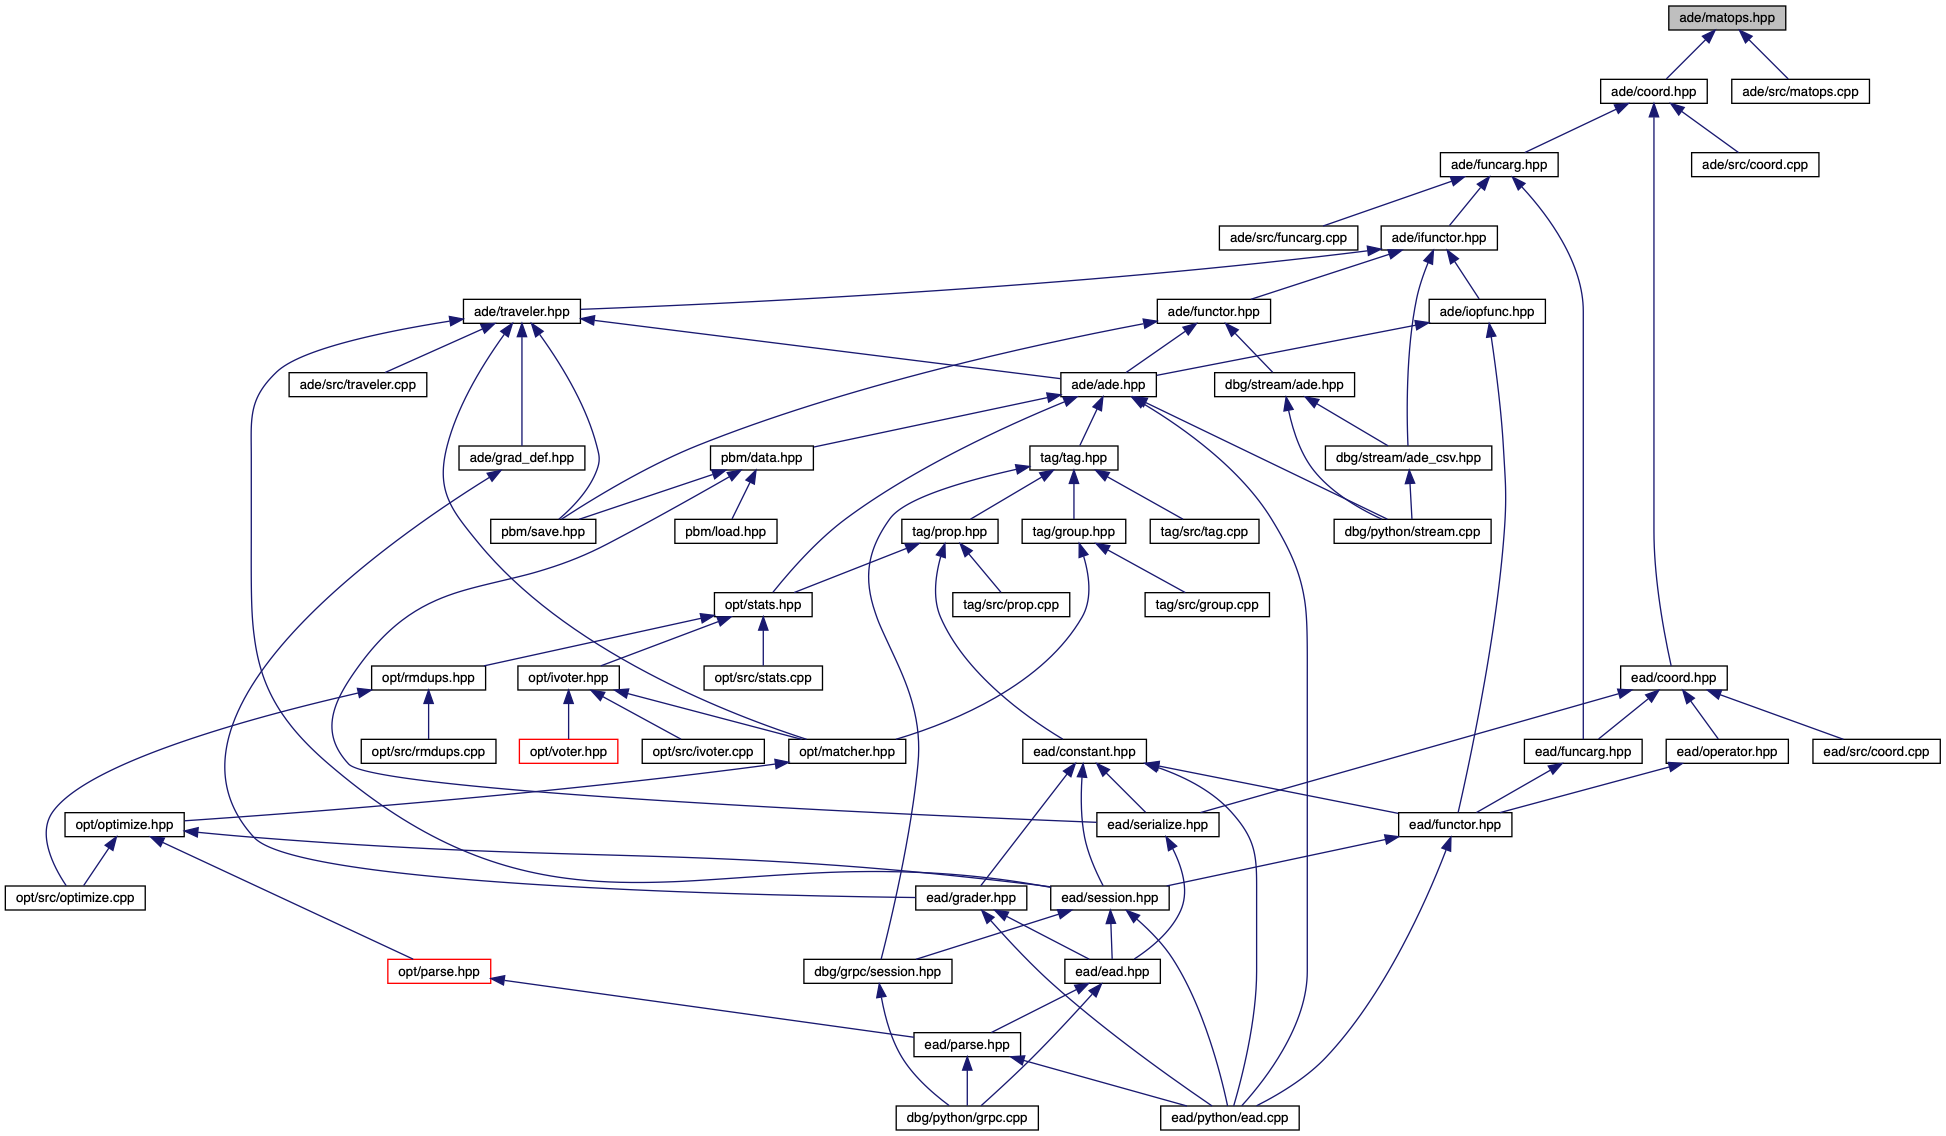 ade/matops.hpp
ade/coord.hpp
ade/src/matops.cpp
ade/funcarg.hpp
ade/src/coord.cpp
ade/src/funcarg.cpp
ade/ifunctor.hpp
ade/traveler.hpp
ade/functor.hpp
ade/iopfunc.hpp
ade/src/traveler.cpp
ade/ade.hpp
dbg/stream/ade.hpp
ade/grad_def.hpp
pbm/data.hpp
tag/tag.hpp
dbg/stream/ade_csv.hpp
pbm/save.hpp
pbm/load.hpp
tag/prop.hpp
tag/group.hpp
tag/src/tag.cpp
dbg/python/stream.cpp
opt/stats.hpp
tag/src/prop.cpp
tag/src/group.cpp
opt/rmdups.hpp
opt/ivoter.hpp
opt/src/stats.cpp
ead/coord.hpp
opt/src/rmdups.cpp
opt/voter.hpp
opt/src/ivoter.cpp
opt/matcher.hpp
ead/constant.hpp
ead/funcarg.hpp
ead/operator.hpp
ead/src/coord.cpp
opt/optimize.hpp
ead/serialize.hpp
ead/functor.hpp
opt/src/optimize.cpp
ead/grader.hpp
ead/session.hpp
opt/parse.hpp
dbg/grpc/session.hpp
ead/ead.hpp
ead/parse.hpp
dbg/python/grpc.cpp
ead/python/ead.cpp